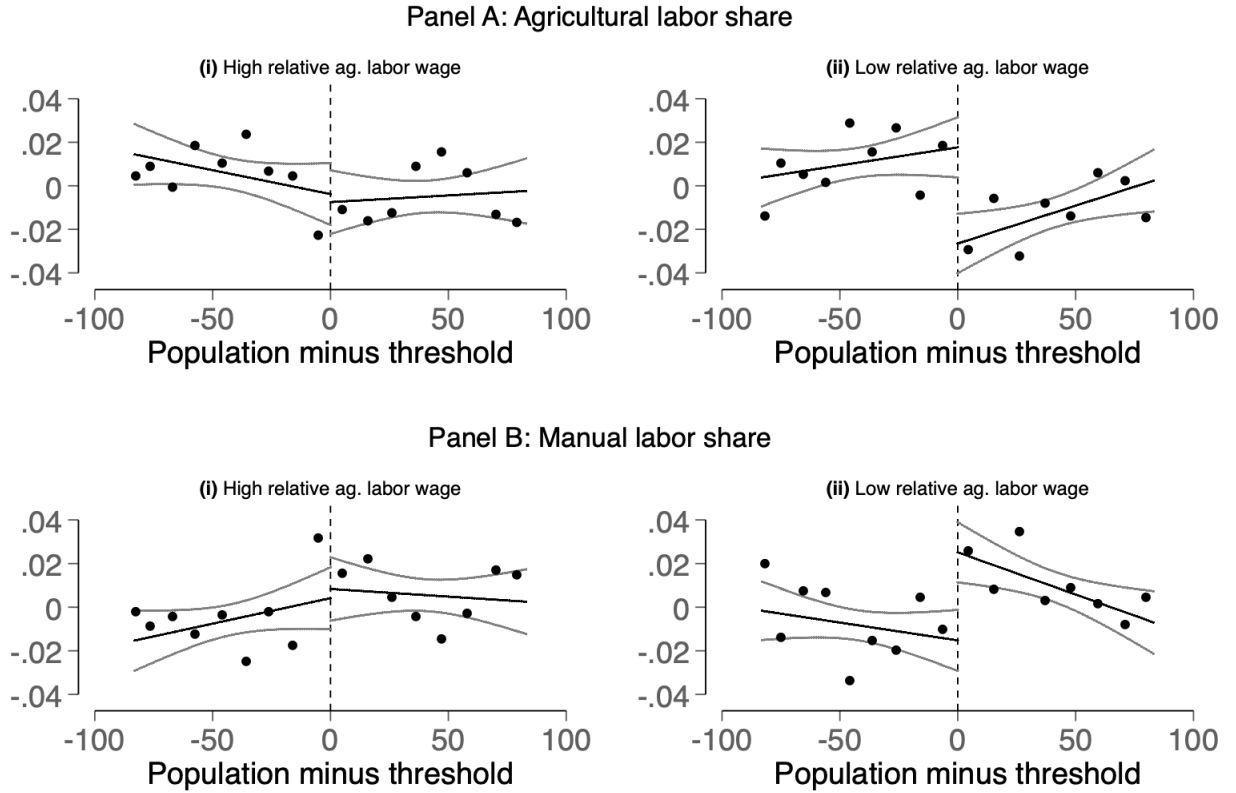 Panel A: Agricultural labor share
(i) High relative ag. labor wage
.04
.02
0
-.02
-.04
-100 -50 0 50 100
Population minus threshold
(ii) Low relative ag. labor wage
.04
.02
0
-.02
-.04
-100 -50 0 50 100
Population minus threshold
Panel B: Manual labor share
(i) High relative ag. labor wage
.04
.02
0
-.02
-.04
-100 -50 0 50 100
Population minus threshold
(ii) Low relative ag. labor wage
.04
.02
0
-.02
-.04
-100 -50 0 50 100
Population minus threshold